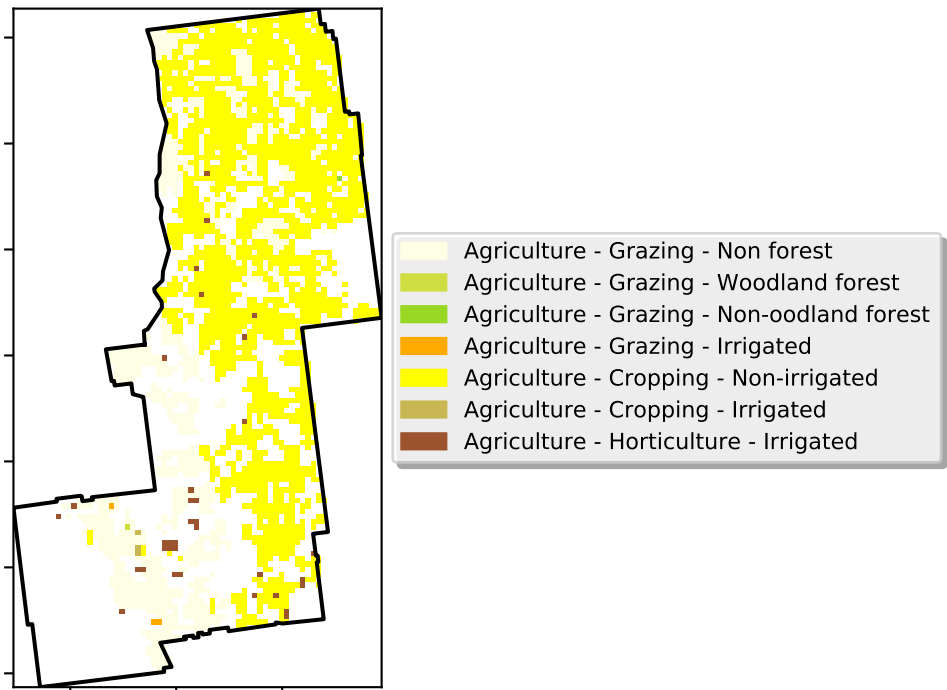 Agriculture - Grazing - Non forest
Agriculture - Grazing - Woodland forest
Agriculture - Grazing - Non-oodland forest
Agriculture - Grazing - Irrigated
Agriculture - Cropping - Non-irrigated
Agriculture - Cropping - Irrigated
Agriculture - Horticulture - Irrigated